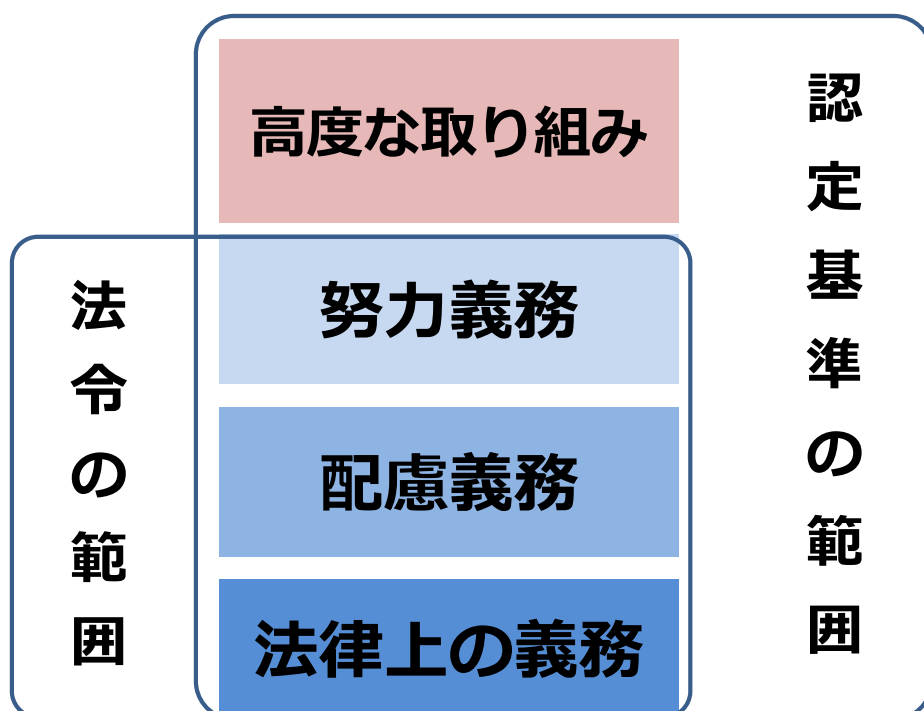 高度な取り組み
努力義務
配慮義務
法律上の義務
法令の範囲
認定基準の範囲